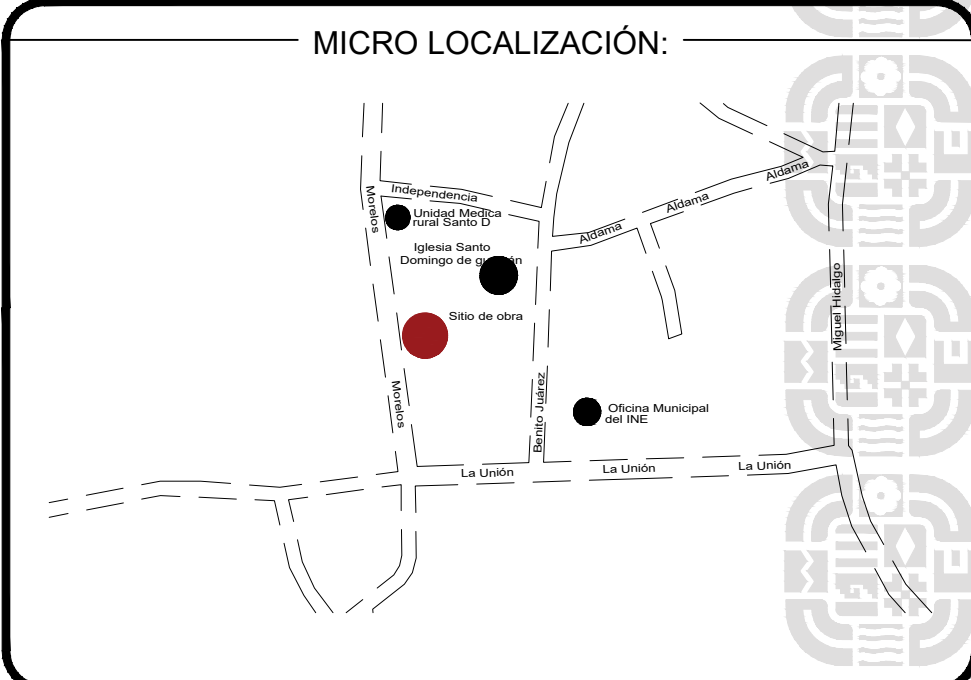 MICRO LOCALIZACIÓN:
Independencia
Morelos
Unidad Medica
rural Santo D
Iglesia Santo
Domingo de guzmán
Aldama
Aldama
Aldama
Sitio de obra
Miguel Hidalgo
Morelos
Benito Juárez
Oficina Municipal
del INE
La Unión
La Unión
La Unión